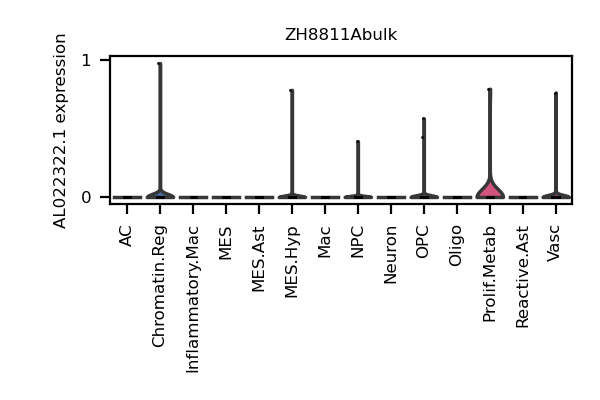 ZH8811Abulk
AL022322.1 expression
1
0
AC
Chromatin.Reg
Inflammatory.Mac
MES
MES.Ast
MES.Hyp
Mac
NPC
Neuron
OPC
Oligo
Prolif.Metab
Reactive.Ast
Vasc